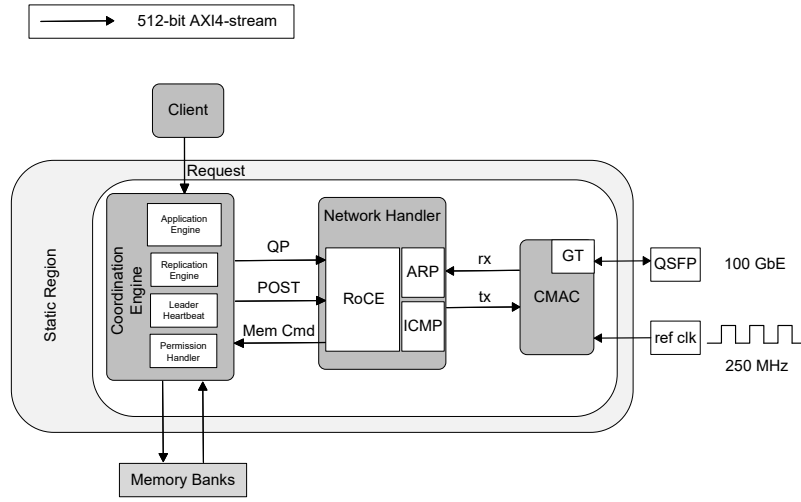 512-bit AXI4-stream
Client
Request
Static Region
Coordination
Engine
Application
Engine
Replication
Engine
Leader
Heartbeat
Permission
Handler
QP
POST
Mem Cmd
Network Handler
RoCE
ARP
ICMP
rx
tx
GT
CMAC
QSFP
100 GbE
ref clk
250 MHz
Memory Banks